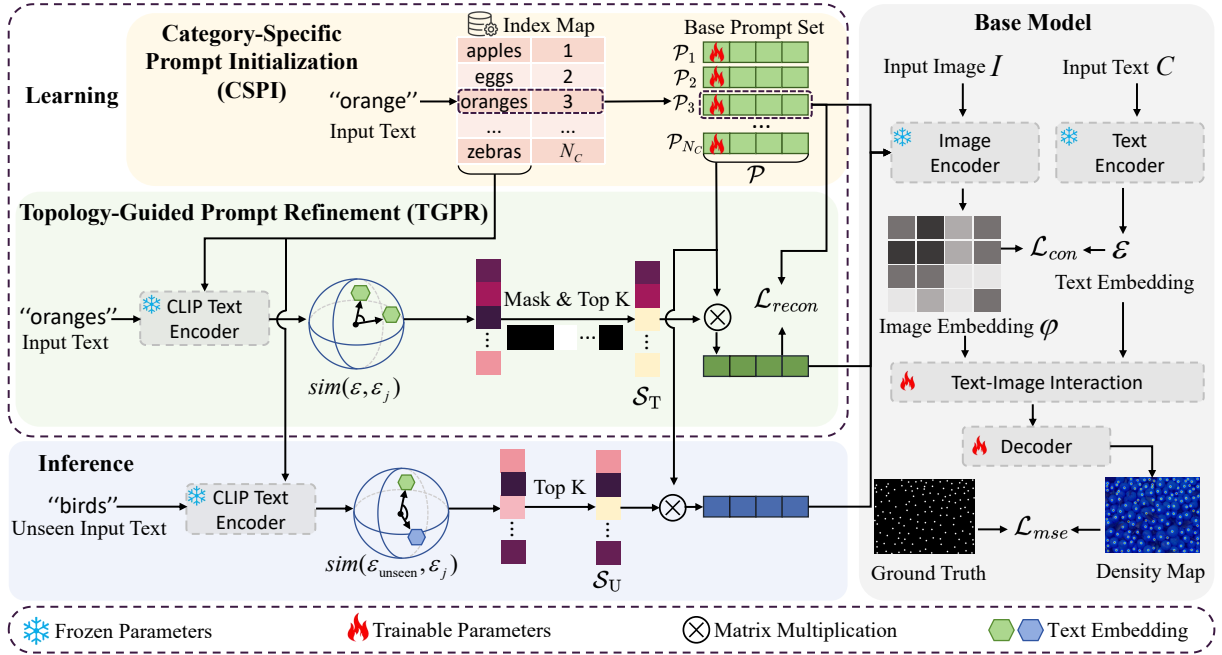 Learning
Category-Specific
Prompt Initialization
(CSPI)
Index Map
apples 1
eggs 2
oranges 3
... ...
zebras N_C
"orange"
Input Text
Base Prompt Set
𝒫_1
𝒫_2
𝒫_3
...
𝒫_{N_C}
𝒫
Topology-Guided Prompt Refinement (TGPR)
"oranges"
Input Text
CLIP Text
Encoder
sim(ε, ε_j)
Mask & Top K
...
𝒮_T
ℒ_recon
Inference
"birds"
Unseen Input Text
CLIP Text
Encoder
sim(ε_unseen, ε_j)
Top K
𝒮_U
Base Model
Input Image I
Input Text C
Image
Encoder
Text
Encoder
ℒ_con
ε
Text Embedding
Image Embedding φ
Text-Image Interaction
Decoder
ℒ_mse
Ground Truth
Density Map
Frozen Parameters
Trainable Parameters
Matrix Multiplication
Text Embedding